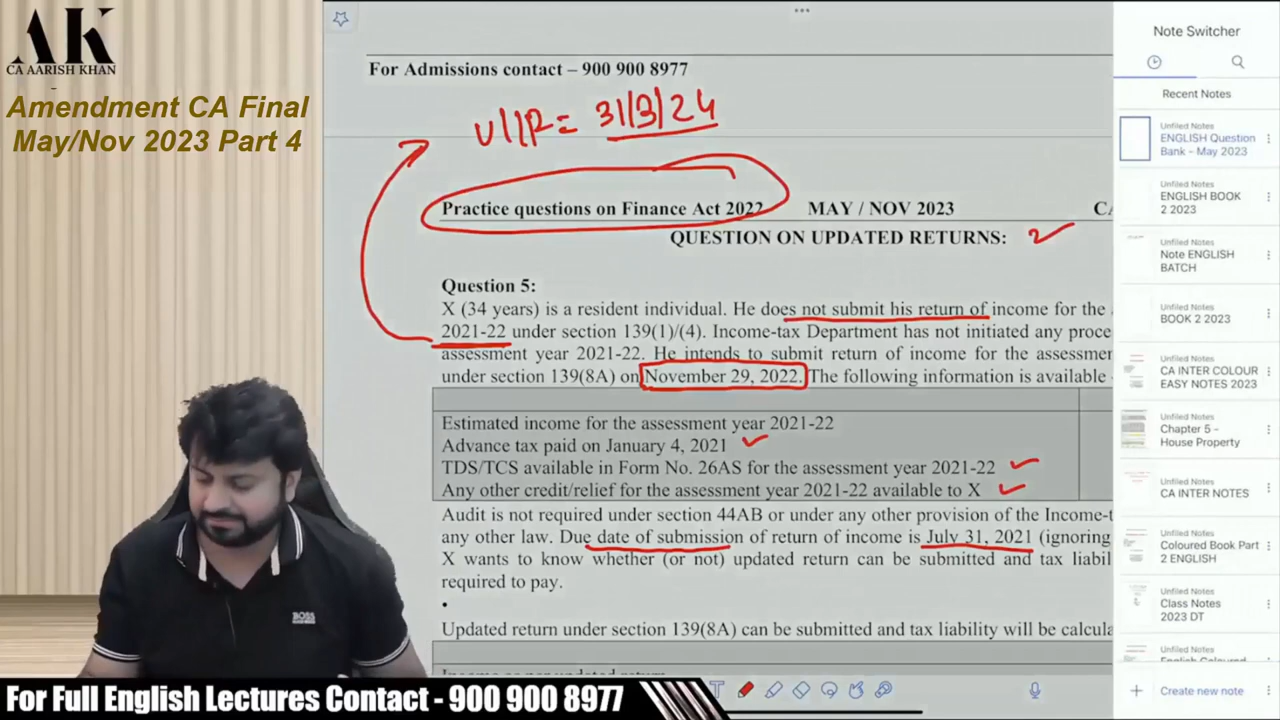 AK
CA AARISH KHAN
Amendment CA Final
May/Nov 2023 Part 4
For Admissions contact – 900 900 8977
31/3/24
Practice questions on Finance Act 2022 MAY / NOV 2023 CA
QUESTION ON UPDATED RETURNS:
Question 5:
X (34 years) is a resident individual. He does not submit his return of income for the
2021-22 under section 139(1)/(4). Income-tax Department has not initiated any proce
assessment year 2021-22. He intends to submit return of income for the assessmen
under section 139(8A) on November 29, 2022. The following information is available
Estimated income for the assessment year 2021-22
Advance tax paid on January 4, 2021
TDS/TCS available in Form No. 26AS for the assessment year 2021-22
Any other credit/relief for the assessment year 2021-22 available to X
Audit is not required under section 44AB or under any other provision of the Income-t
any other law. Due date of submission of return of income is July 31, 2021 (ignoring
X wants to know whether (or not) updated return can be submitted and tax liabil
required to pay.
Updated return under section 139(8A) can be submitted and tax liability will be calcula
Note Switcher
Recent Notes
Unfiled Notes
ENGLISH Question
Bank - May 2023
Unfiled Notes
ENGLISH BOOK
2 2023
Unfiled Notes
Note ENGLISH
BATCH
Unfiled Notes
BOOK 2 2023
Unfiled Notes
CA INTER COLOUR
EASY NOTES 2023
Unfiled Notes
Chapter 5 -
House Property
Unfiled Notes
CA INTER NOTES
Unfiled Notes
Coloured Book Part
2 ENGLISH
Unfiled Notes
Class Notes
2023 DT
Unfiled Notes
Create new note
BOSS
For Full English Lectures Contact - 900 900 8977